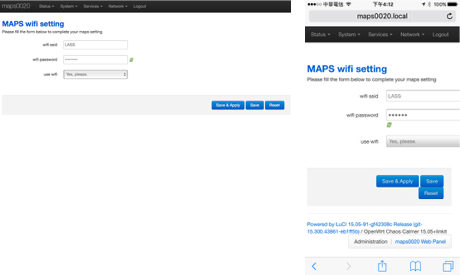 maps0020 Status System Services Network Logout
MAPS wifi setting
Please fill the form below to complete your maps setting
wifi ssid LASS
wifi password ••••••••
use wifi Yes, please
Save & Apply Save Reset
中華電信 下午4:12 100%
maps0020.local
Status System Services Network Logout
MAPS wifi setting
Please fill the form below to complete your maps setting
wifi ssid LASS
wifi password ••••••
use wifi Yes, please
Save & Apply Save
Reset
Powered by LuCI 15.05-91-gf42308c Release (git-
15.300.43861-eb1ff5b) / OpenWrt Chaos Calmer 15.05+linkit
Administration / maps0020 Web Panel